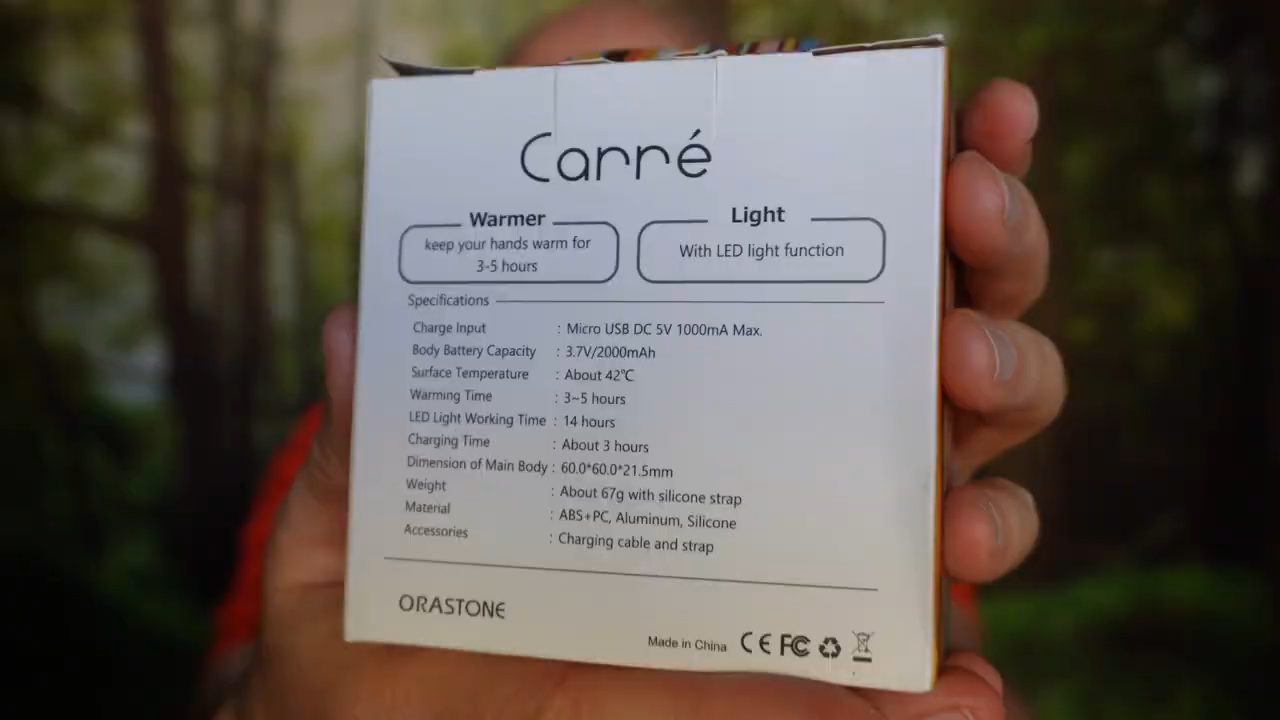 Carré
Warmer
keep your hands warm for
3-5 hours
Light
With LED light function
Specifications
Charge Input : Micro USB DC 5V 1000mA Max.
Body Battery Capacity : 3.7V/2000mAh
Surface Temperature : About 42℃
Warming Time : 3~5 hours
LED Light Working Time : 14 hours
Charging Time : About 3 hours
Dimension of Main Body : 60.0*60.0*21.5mm
Weight : About 67g with silicone strap
Material : ABS+PC, Aluminum, Silicone
Accessories : Charging cable and strap
ORASTONE
Made in China CE FC